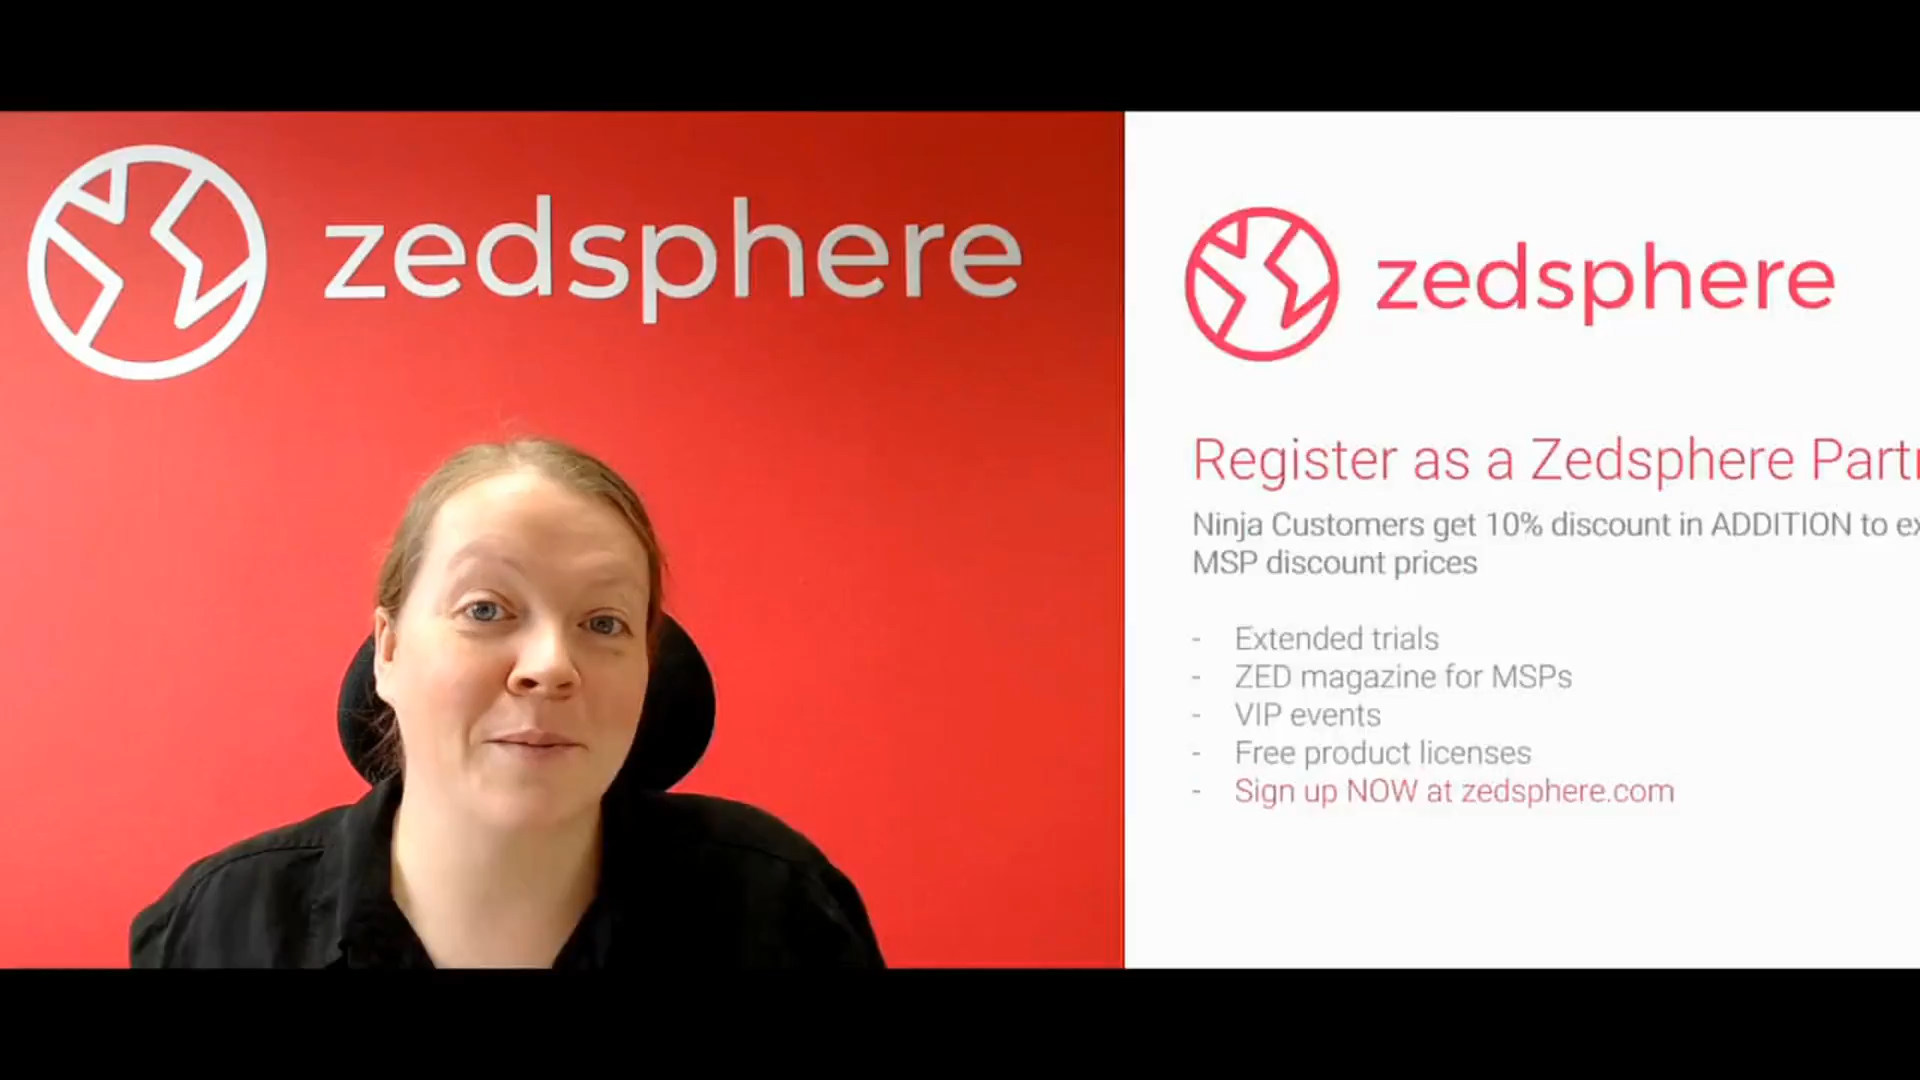 zedsphere
zedsphere
Register as a Zedsphere
Ninja Customers get 10% discount in ADDITION to
MSP discount prices
- Extended trials
- ZED magazine for MSPs
- VIP events
- Free product licenses
- Sign up NOW at zedsphere.com